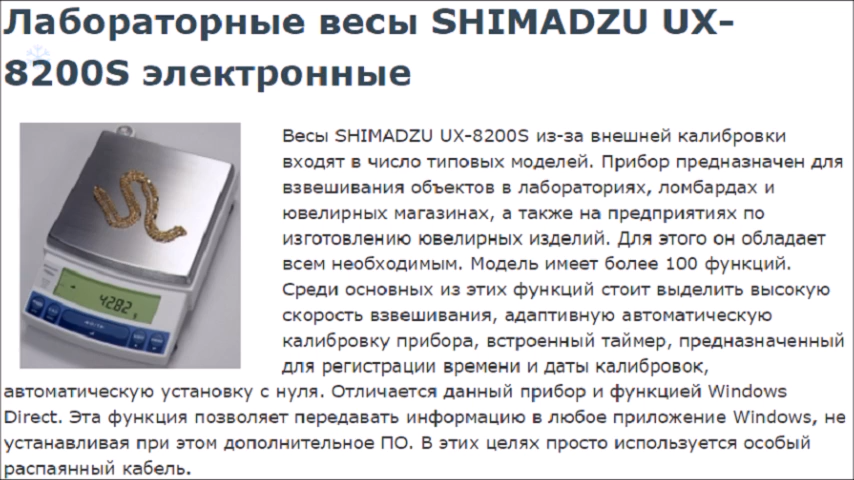 Лабораторные весы SHIMADZU UX-
8200S электронные
Весы SHIMADZU UX-8200S из-за внешней калибровки
входят в число типовых моделей. Прибор предназначен для
взвешивания объектов в лабораториях, ломбардах и
ювелирных магазинах, а также на предприятиях по
изготовлению ювелирных изделий. Для этого он обладает
всем необходимым. Модель имеет более 100 функций.
Среди основных из этих функций стоит выделить высокую
скорость взвешивания, адаптивную автоматическую
калибровку прибора, встроенный таймер, предназначенный
для регистрации времени и даты калибровок,
автоматическую установку с нуля. Отличается данный прибор и функцией Windows
Direct. Эта функция позволяет передавать информацию в любое приложение Windows, не
устанавливая при этом дополнительное ПО. В этих целях просто используется особый
распаянный кабель.
4282